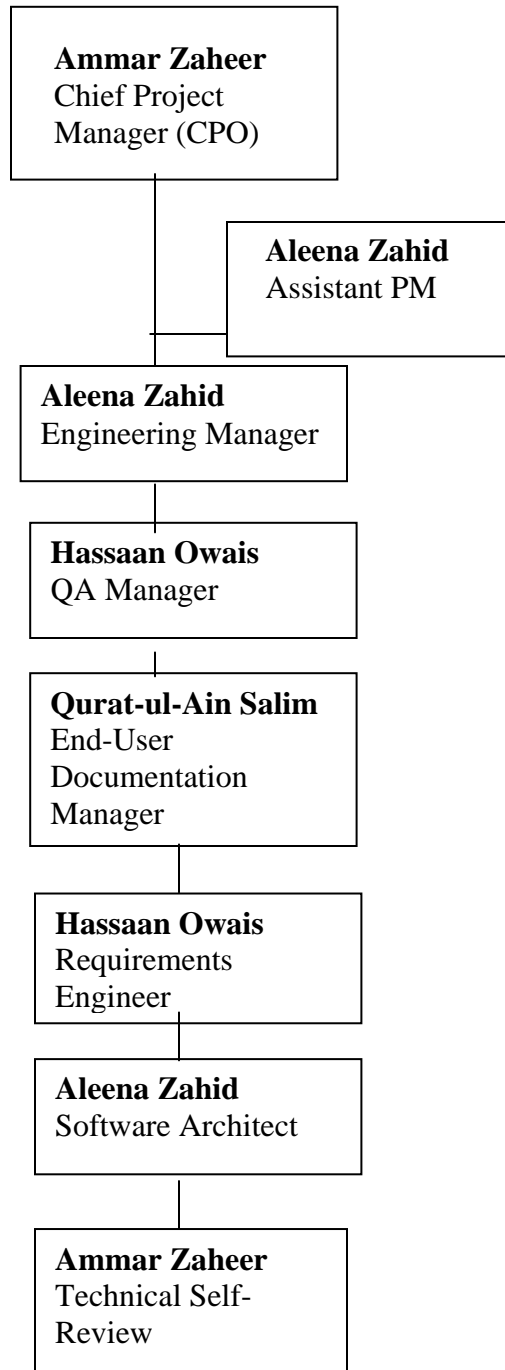 Ammar Zaheer
Chief Project
Manager (CPO)
Aleena Zahid
Assistant PM
Aleena Zahid
Engineering Manager
Hassaan Owais
QA Manager
Qurat-ul-Ain Salim
End-User
Documentation
Manager
Hassaan Owais
Requirements
Engineer
Aleena Zahid
Software Architect
Ammar Zaheer
Technical Self-
Review